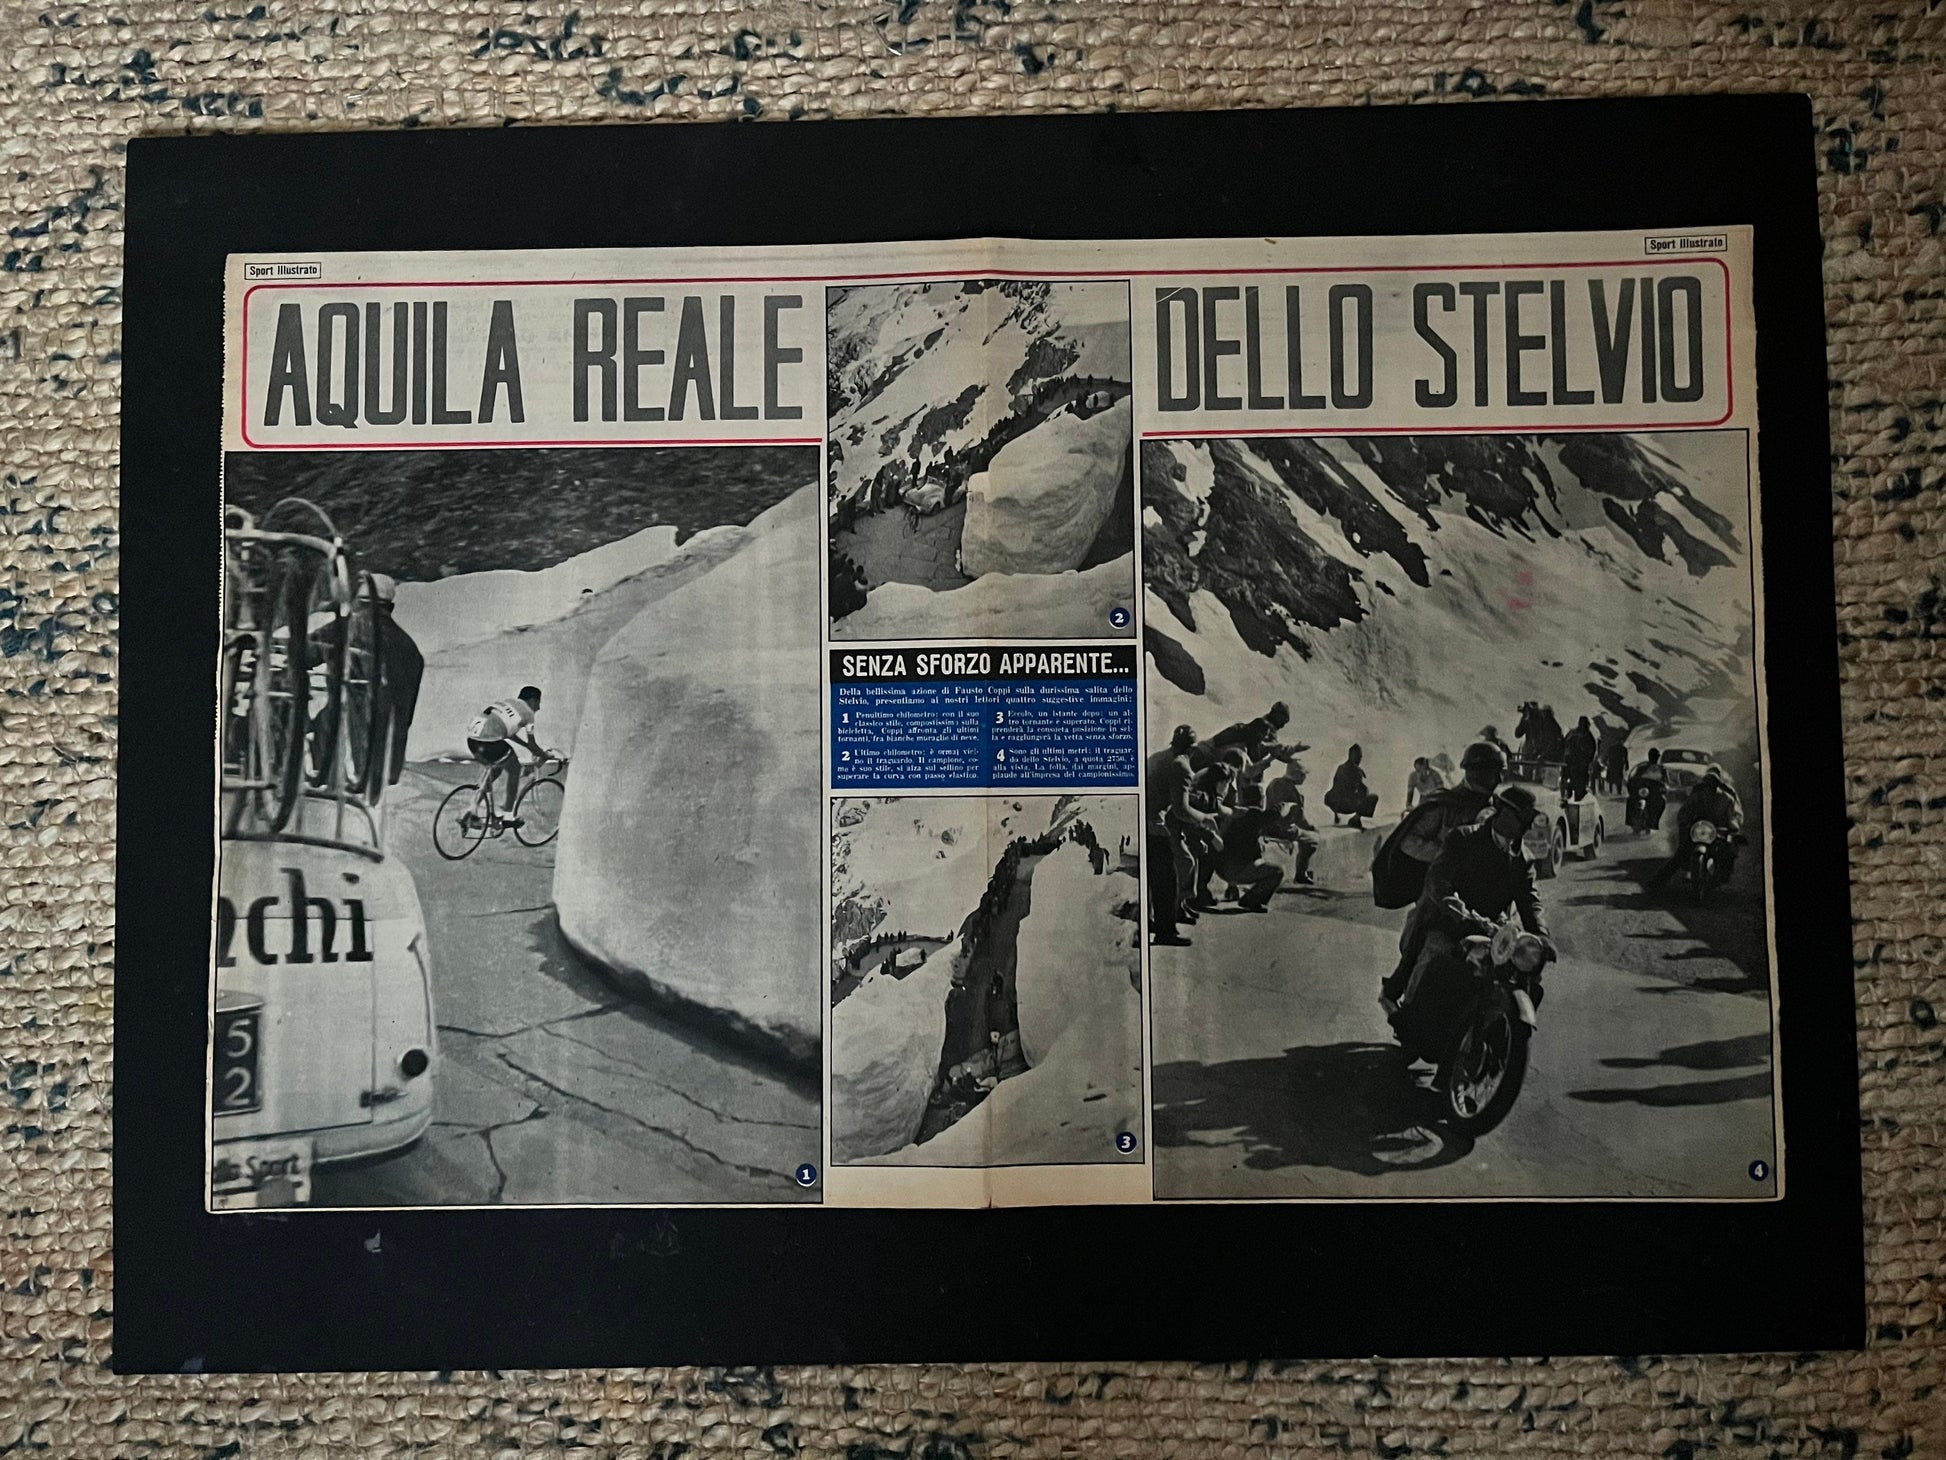 Sport Illustrato
Sport Illustrato
AQUILA REALE DELLO STELVIO
nchi
5
2
Sport
1
2
SENZA SFORZO APPARENTE...
Della bellissima azione di Fausto Coppi sulla durissima salita dello
Stelvio, presentiamo ai nostri lettori quattro suggestive immagini:
1 Penultimo chilometro: con il suo
classico stile, compostissimo sulla
bicicletta, Coppi affronta gli ultimi
tornanti, fra bianche muraglie di neve.
2 Ultimo chilometro: è ormai vici-
no il traguardo. Il campione, co-
me è suo stile, si alza sul sellino per
superare la curva con passo elastico.
3 Eccolo, un istante dopo: un al-
tro tornante è superato. Coppi ri-
prenderà la consueta posizione in sel-
la e raggiungerà la vetta senza sforzo.
4 Sono gli ultimi metri: il traguar-
do dello Stelvio, a quota 2758, è
alla vista. La folla, dai margini, ap-
plaude all'impresa del campionissimo.
3
4